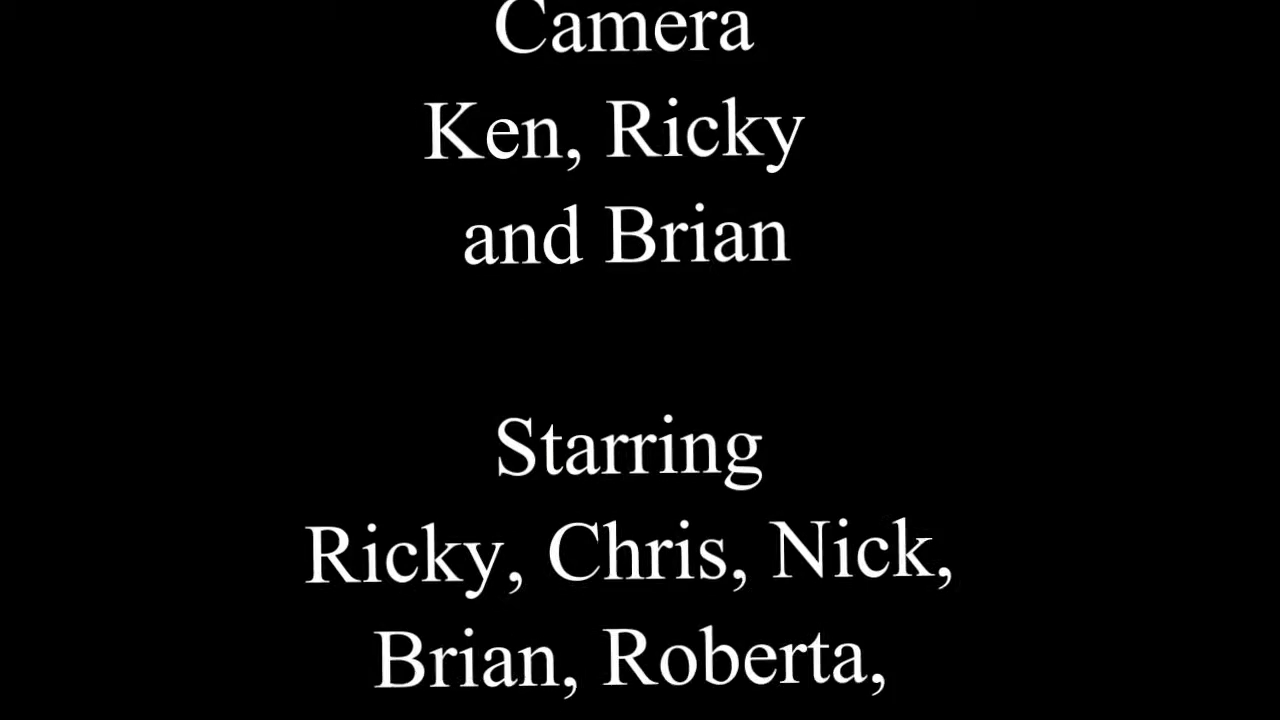 Camera
Ken, Ricky
and Brian
Starring
Ricky, Chris, Nick,
Brian, Roberta,